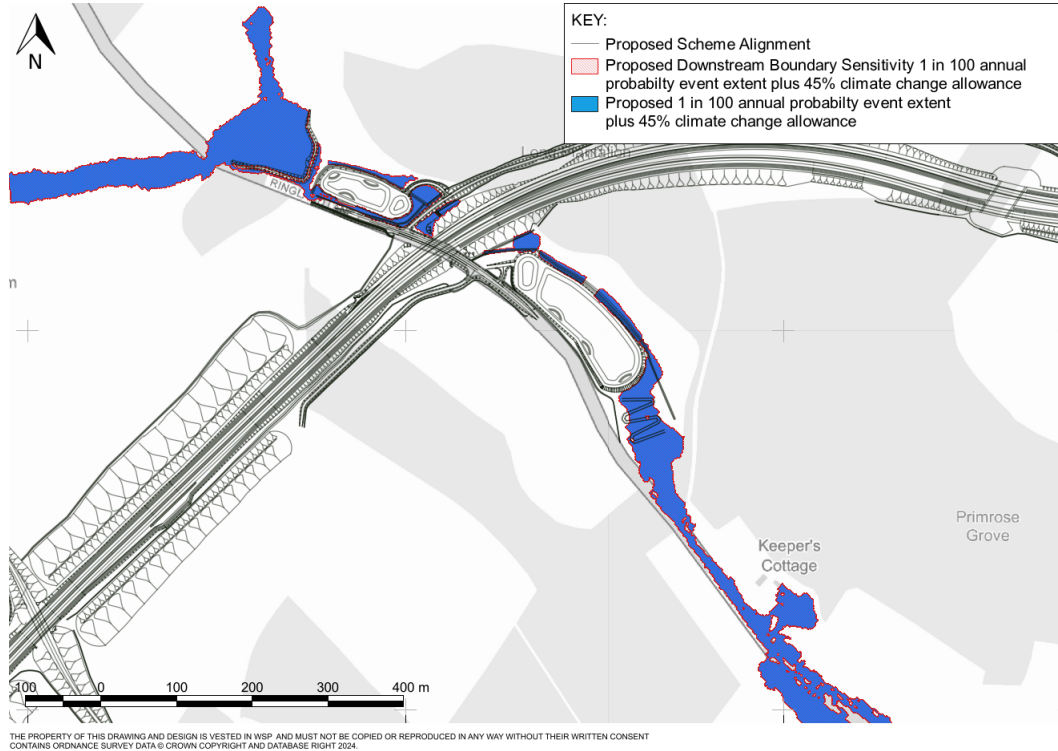 KEY:
Proposed Scheme Alignment
Proposed Downstream Boundary Sensitivity 1 in 100 annual
probabilty event extent plus 45% climate change allowance
Proposed 1 in 100 annual probabilty event extent
plus 45% climate change allowance
N
m
Primrose
Grove
Keeper's
Cottage
100 0 100 200 300 400 m
THE PROPERTY OF THIS DRAWING AND DESIGN IS VESTED IN WSP AND MUST NOT BE COPIED OR REPRODUCED IN ANY WAY WITHOUT THEIR WRITTEN CONSENT
CONTAINS ORDNANCE SURVEY DATA © CROWN COPYRIGHT AND DATABASE RIGHT 2024.